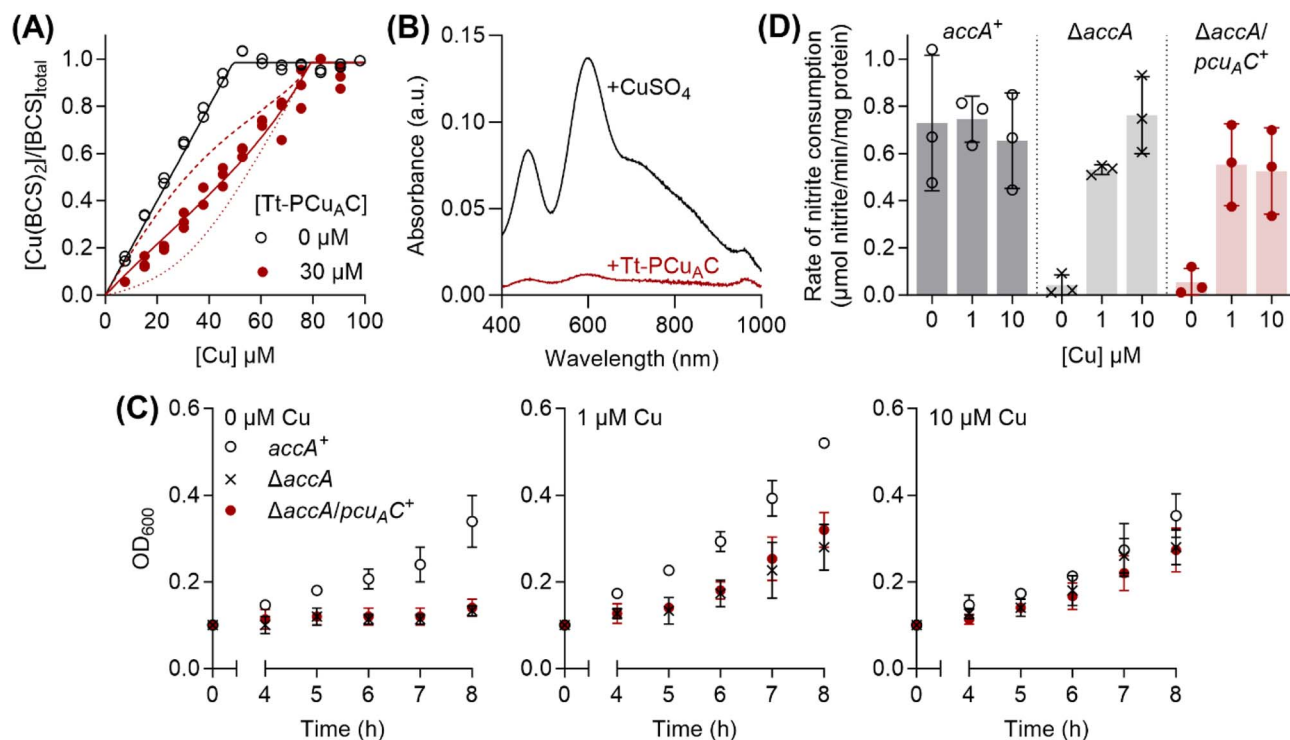 (A)
[Cu(BCS)₂]/[BCS]total
1.0
0.8
0.6
0.4
0.2
0.0
0 20 40 60 80 100
[Cu] µM
[Tt-PCuAC]
0 µM
30 µM
(B)
Absorbance (a.u.)
0.15
0.10
0.05
0.00
400 600 800 1000
Wavelength (nm)
+CuSO₄
+Tt-PCuAC
(D)
Rate of nitrite consumption
(µmol nitrite/min/mg protein)
1.0
0.8
0.6
0.4
0.2
0.0
accA⁺
ΔaccA
ΔaccA/
pcuAC⁺
0 1 10 0 1 10 0 1 10
[Cu] µM
(C)
OD₆₀₀
0.6
0.4
0.2
0.0
0 µM Cu
accA⁺
ΔaccA
ΔaccA/pcuAC⁺
0 4 5 6 7 8
Time (h)
0.6
0.4
0.2
0.0
1 µM Cu
0 4 5 6 7 8
Time (h)
0.6
0.4
0.2
0.0
10 µM Cu
0 4 5 6 7 8
Time (h)